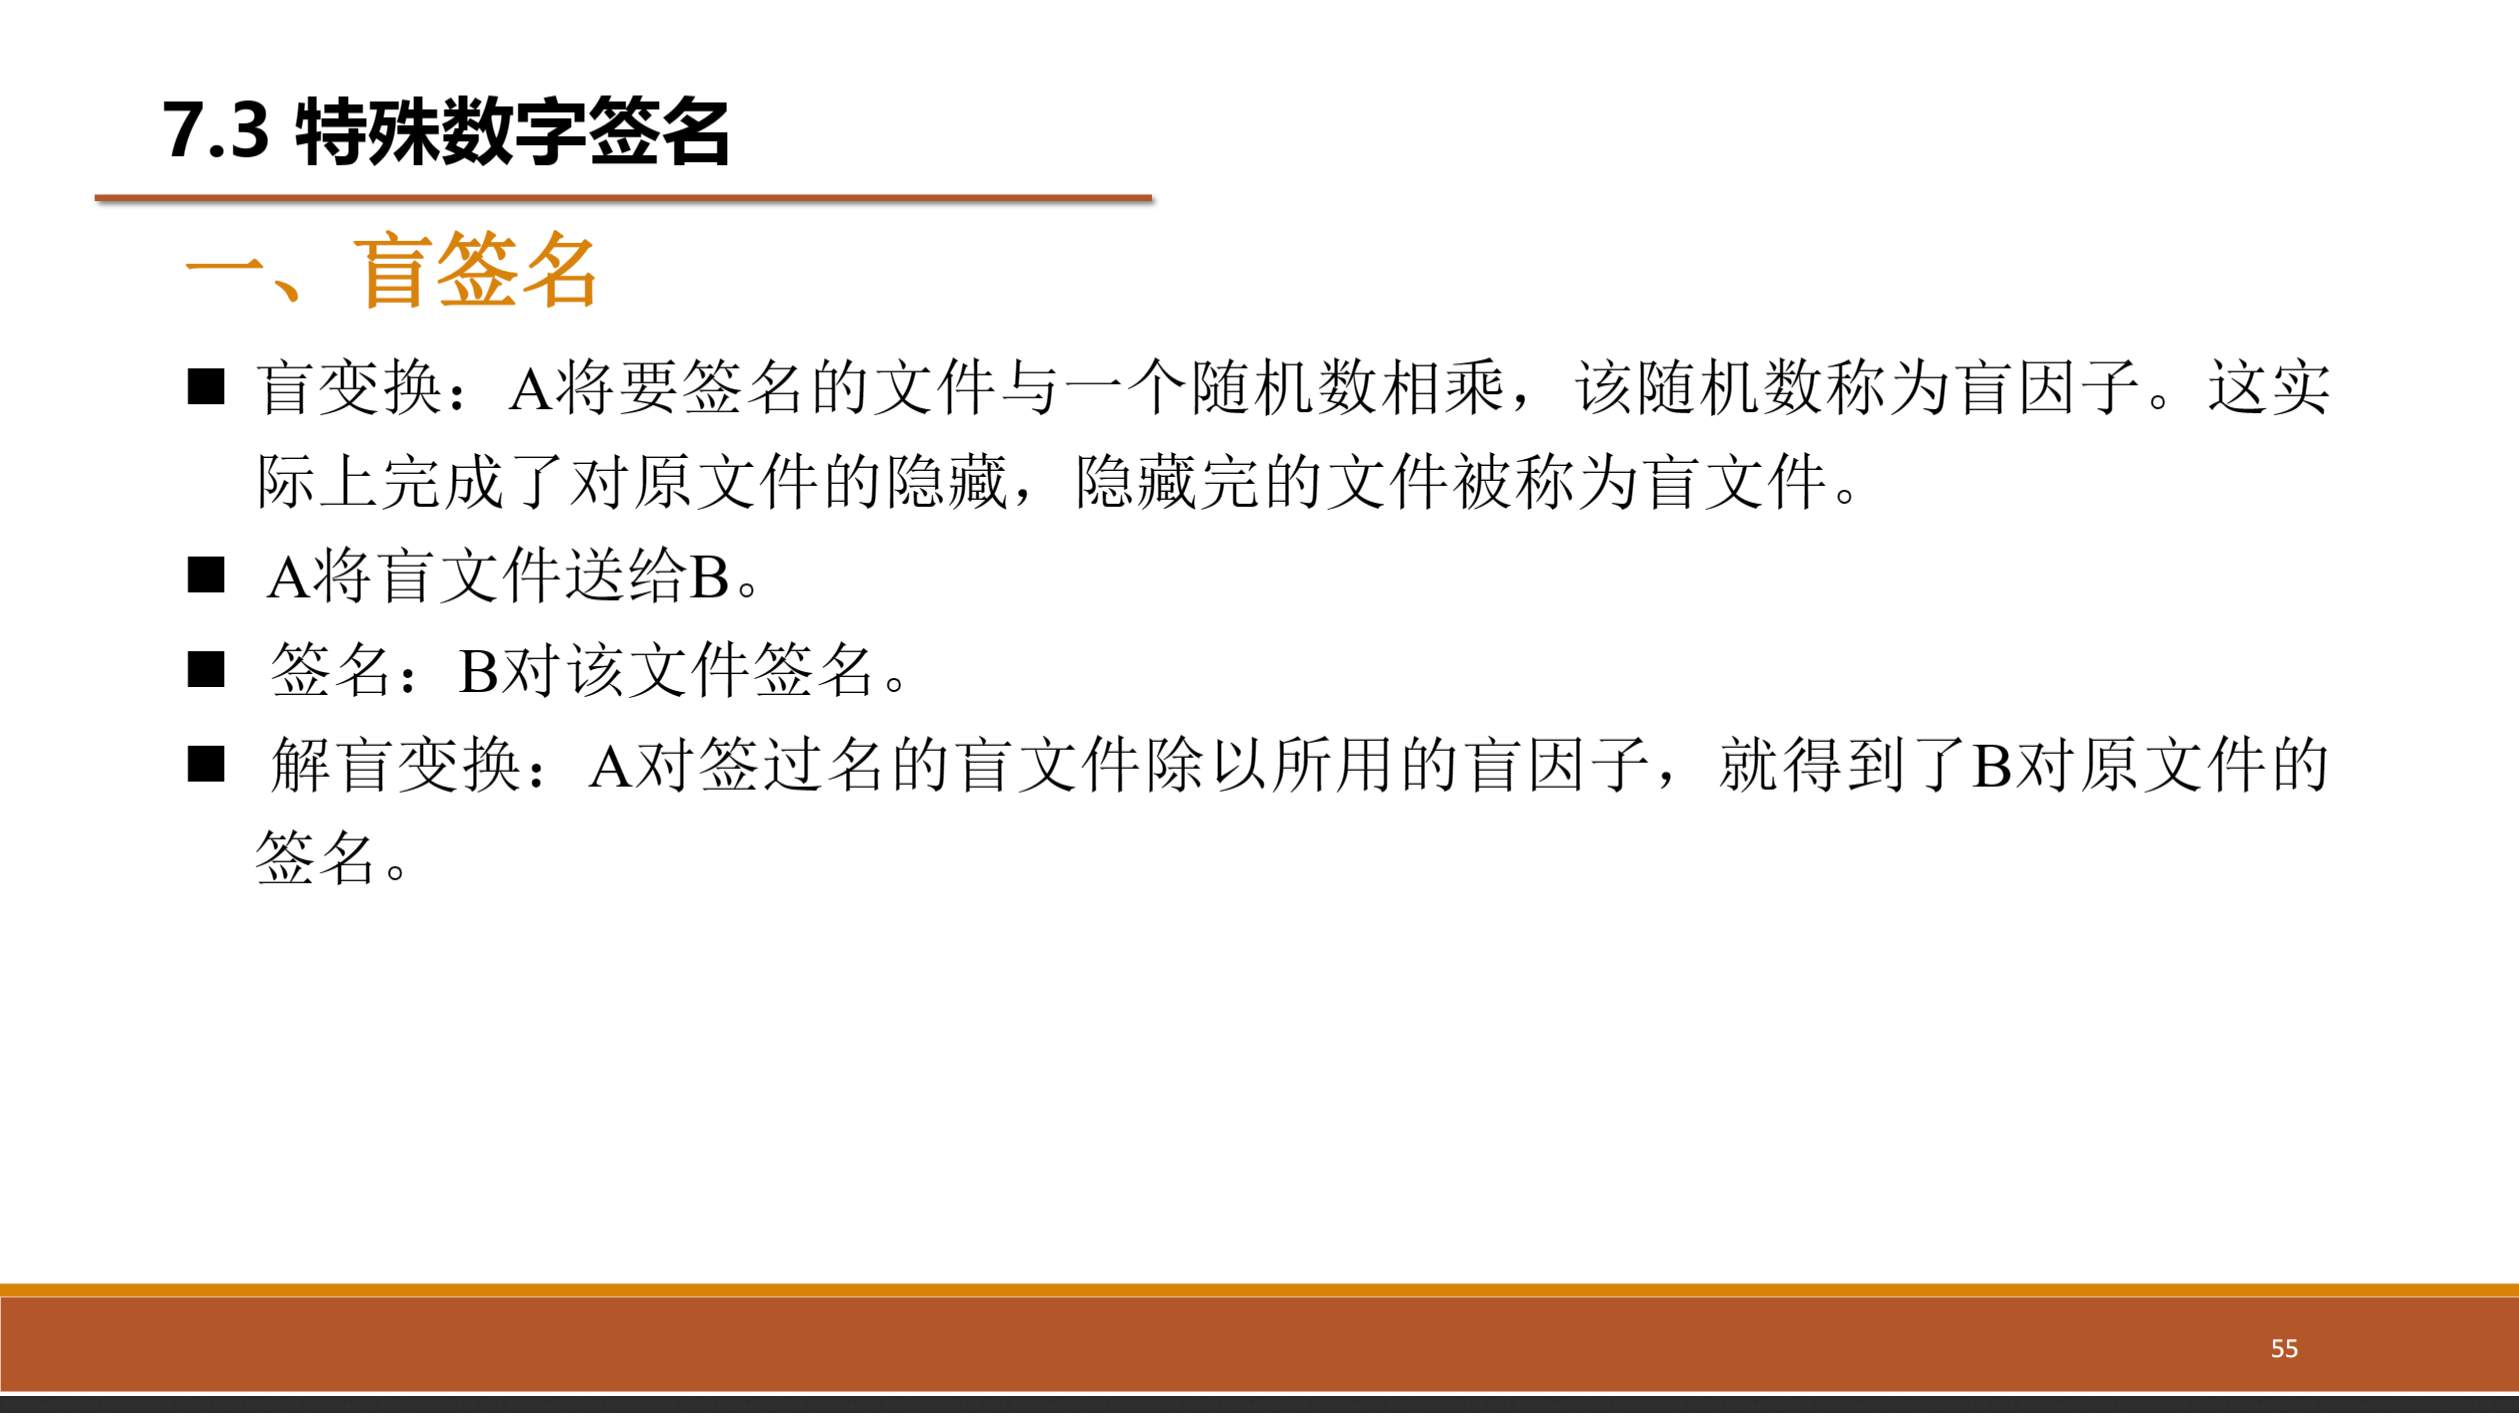 7.3 特殊数字签名
一、盲签名
■ 盲变换：A将要签名的文件与一个随机数相乘，该随机数称为盲因子。这实
际上完成了对原文件的隐藏，隐藏完的文件被称为盲文件。
■ A将盲文件送给B。
■ 签名：B对该文件签名。
■ 解盲变换：A对签过名的盲文件除以所用的盲因子，就得到了B对原文件的
签名。
55